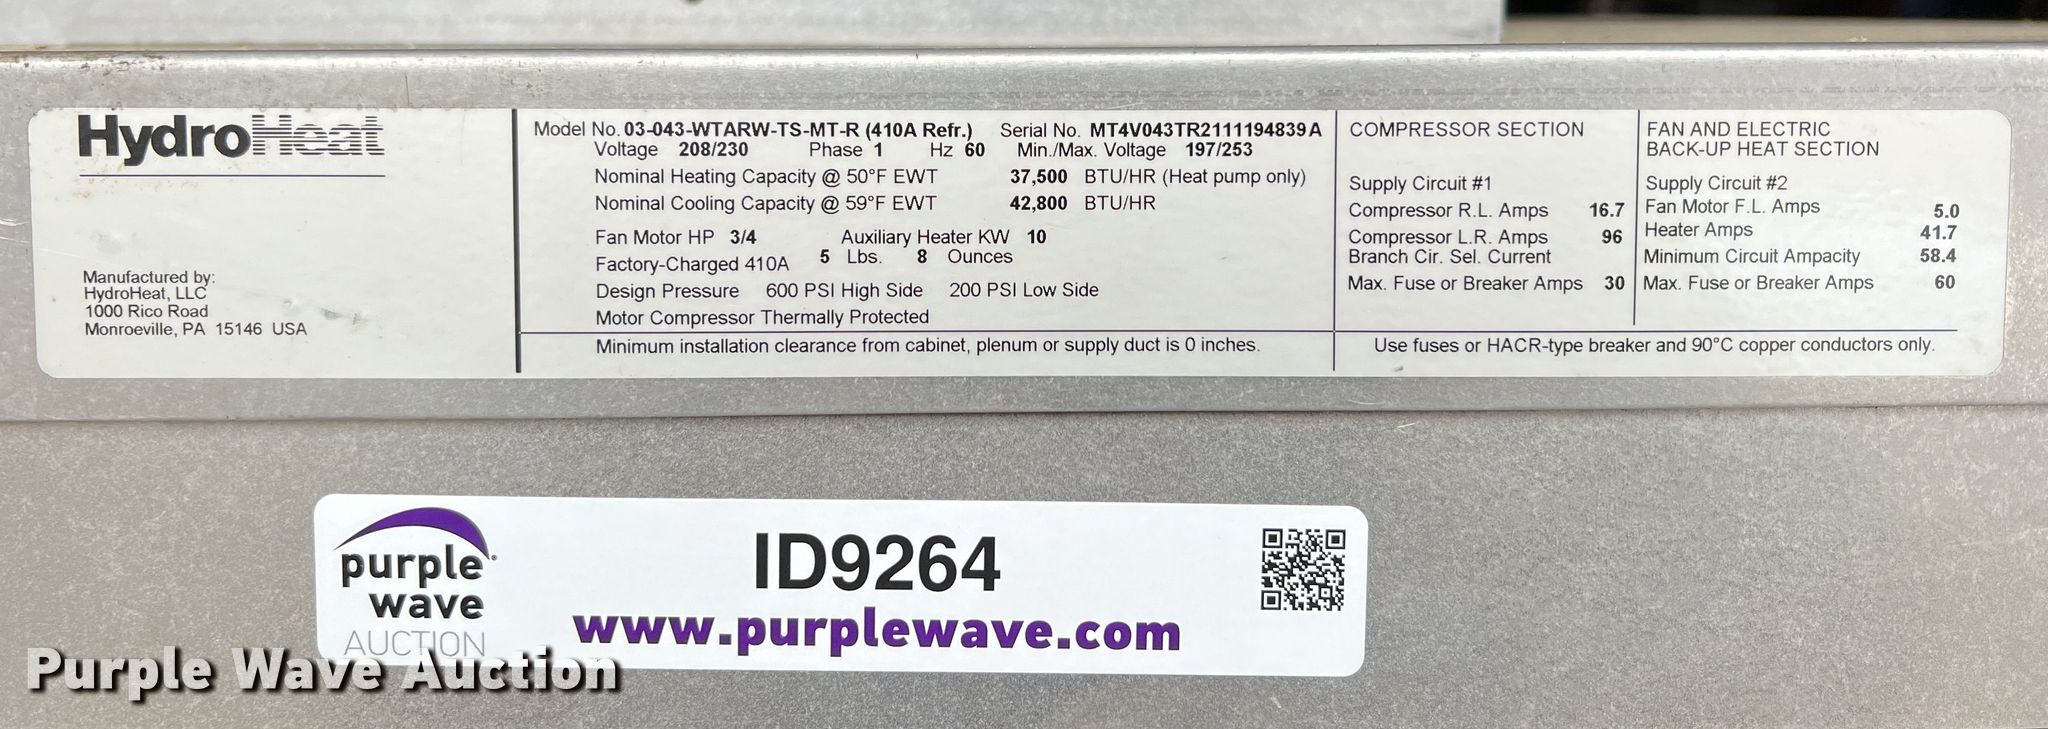 HydroHeat
Manufactured by:
HydroHeat, LLC
1000 Rico Road
Monroeville, PA 15146 USA
Model No. 03-043-WTARW-TS-MT-R (410A Refr.) Serial No. MT4V043TR2111194839A
Voltage 208/230 Phase 1 Hz 60 Min./Max. Voltage 197/253
Nominal Heating Capacity @ 50°F EWT 37,500 BTU/HR (Heat pump only)
Nominal Cooling Capacity @ 59°F EWT 42,800 BTU/HR
Fan Motor HP 3/4 Auxiliary Heater KW 10
Factory-Charged 410A 5 Lbs. 8 Ounces
Design Pressure 600 PSI High Side 200 PSI Low Side
Motor Compressor Thermally Protected
Minimum installation clearance from cabinet, plenum or supply duct is 0 inches.
COMPRESSOR SECTION
Supply Circuit #1
Compressor R.L. Amps 16.7
Compressor L.R. Amps 96
Branch Cir. Sel. Current
Max. Fuse or Breaker Amps 30
FAN AND ELECTRIC
BACK-UP HEAT SECTION
Supply Circuit #2
Fan Motor F.L. Amps 5.0
Heater Amps 41.7
Minimum Circuit Ampacity 58.4
Max. Fuse or Breaker Amps 60
Use fuses or HACR-type breaker and 90°C copper conductors only.
purple
wave
AUCTION
ID9264
www.purplewave.com
Purple Wave Auction